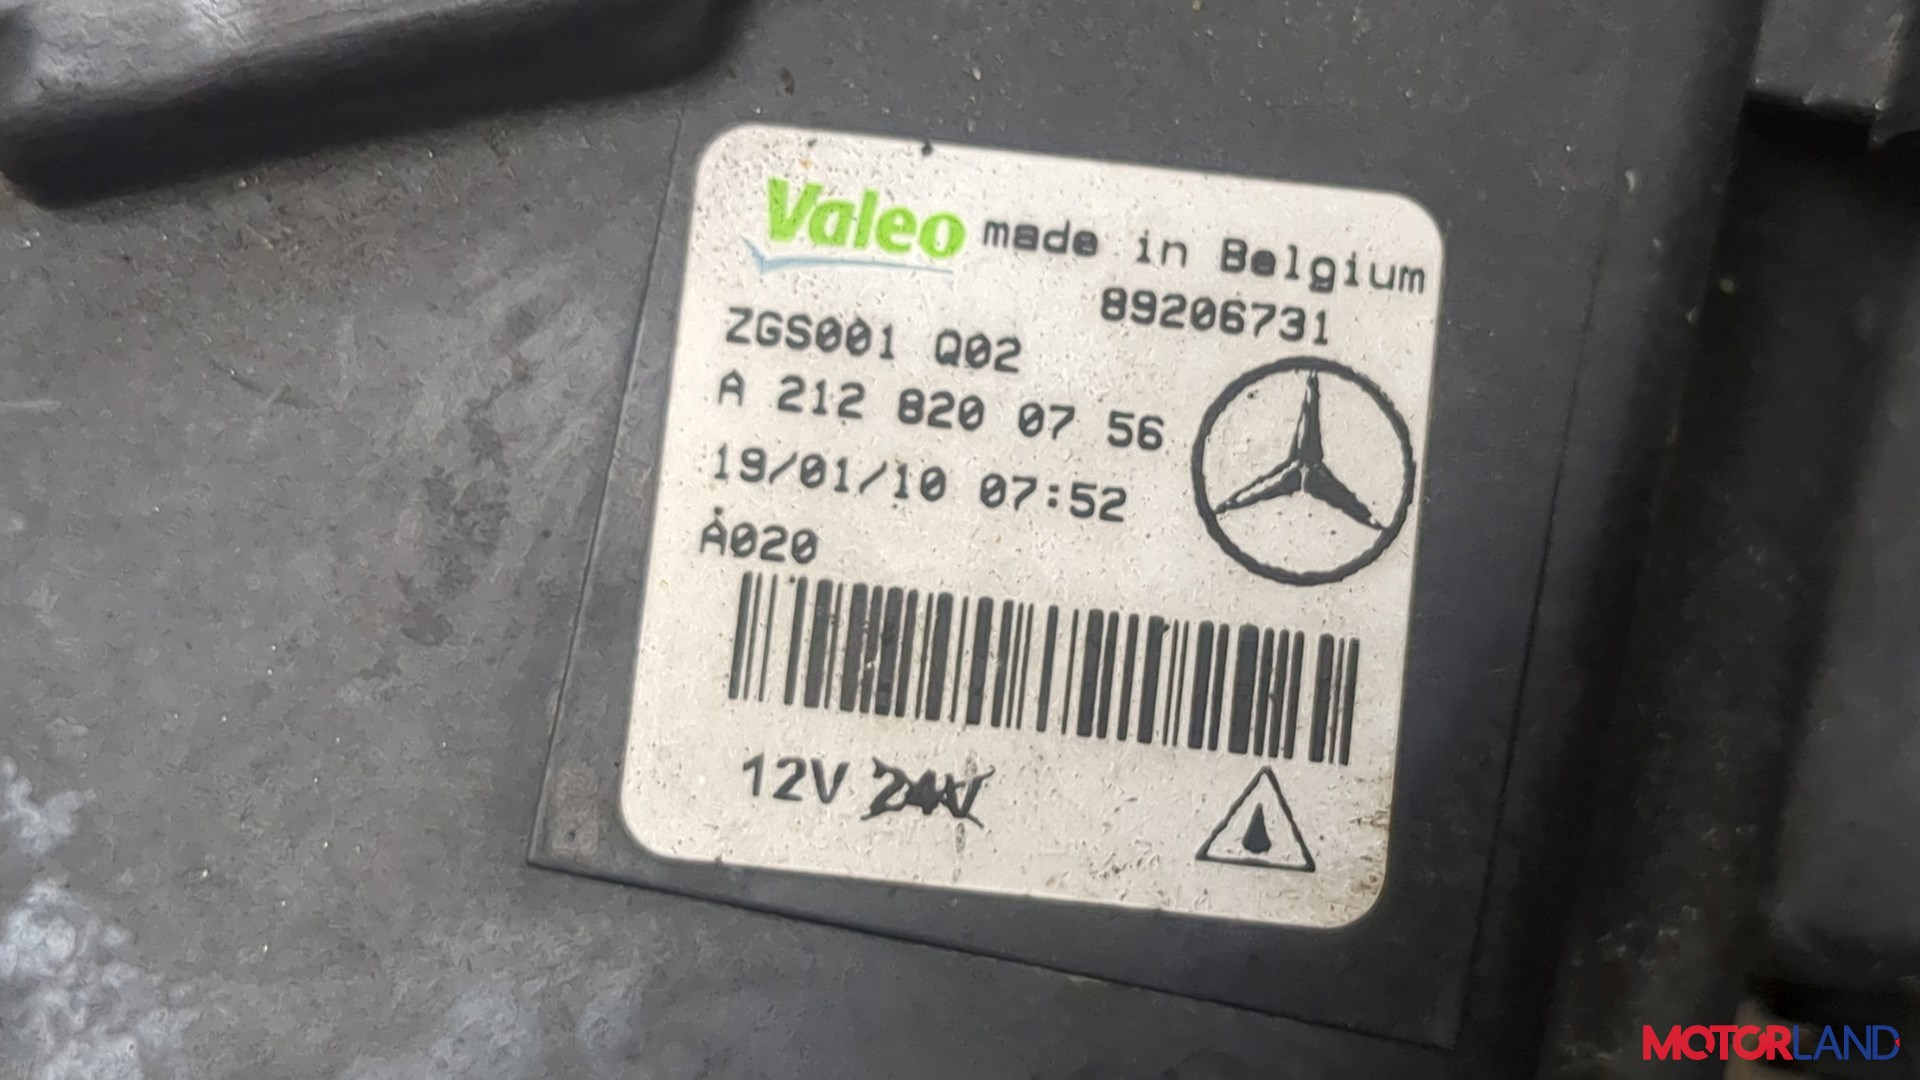 Valeo made in Belgium
89206731
ZGS001 Q02
A 212 820 07 56
19/01/10 07:52
A020
12V 24V
MOTORLAND